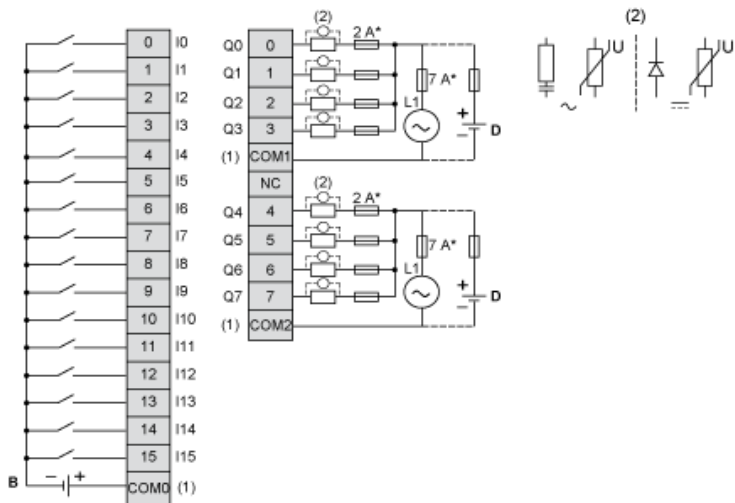 0 I0
1 I1
2 I2
3 I3
4 I4
5 I5
6 I6
7 I7
8 I8
9 I9
10 I10
11 I11
12 I12
13 I13
14 I14
15 I15
B - + COM0 (1)
(2)
Q0 0 2 A*
Q1 1
Q2 2 7 A*
Q3 3 L1 + - D
(1) COM1
NC
(2)
Q4 4 2 A*
Q5 5 7 A*
Q6 6 L1
Q7 7 + - D
(1) COM2
(2)
U U